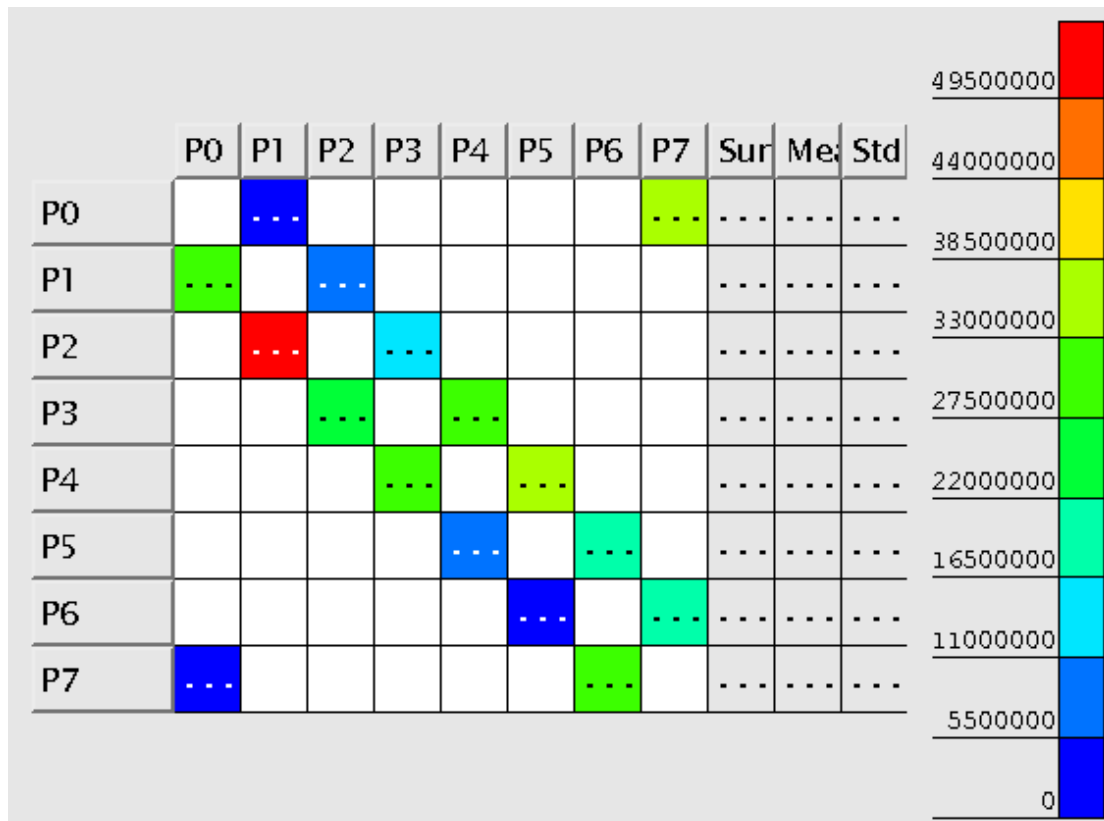 49500000
P0 P1 P2 P3 P4 P5 P6 P7 Sur Mea Std
44000000
P0 --- --- --- --- ---
38500000
P1 --- --- --- --- ---
33000000
P2 --- --- --- --- ---
27500000
P3 --- --- --- --- ---
22000000
P4 --- --- --- --- ---
16500000
P5 --- --- --- --- ---
11000000
P6 --- --- --- --- ---
5500000
P7 --- --- --- --- ---
0